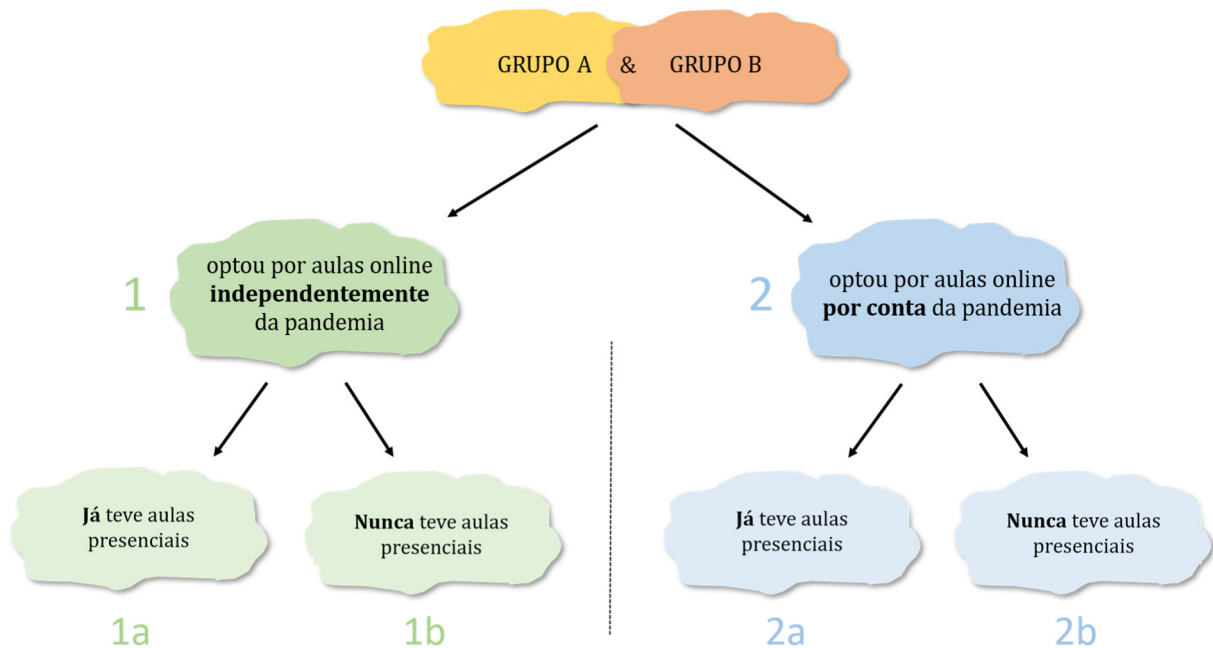 GRUPO A & GRUPO B
1
optou por aulas online
independentemente
da pandemia
2
optou por aulas online
por conta da pandemia
Já teve aulas
presenciais
Nunca teve aulas
presenciais
Já teve aulas
presenciais
Nunca teve aulas
presenciais
1a
1b
2a
2b